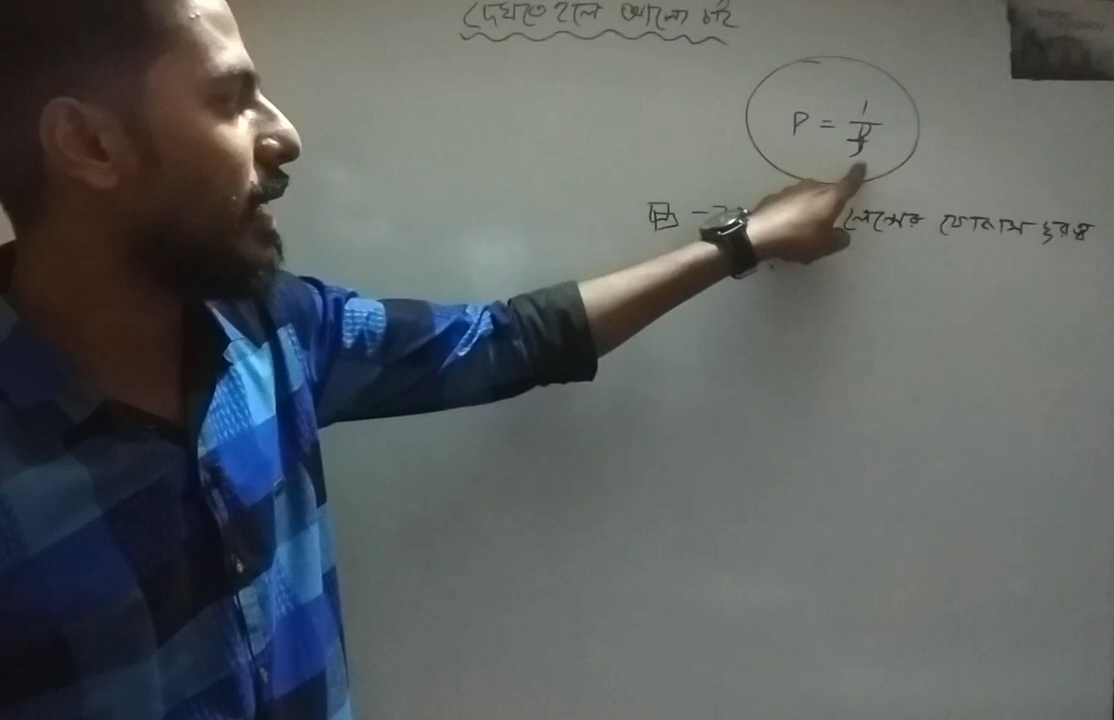 দেখতে হলে আলো চাই
P = 1/f
লেন্সের ফোকাস দূরত্ব